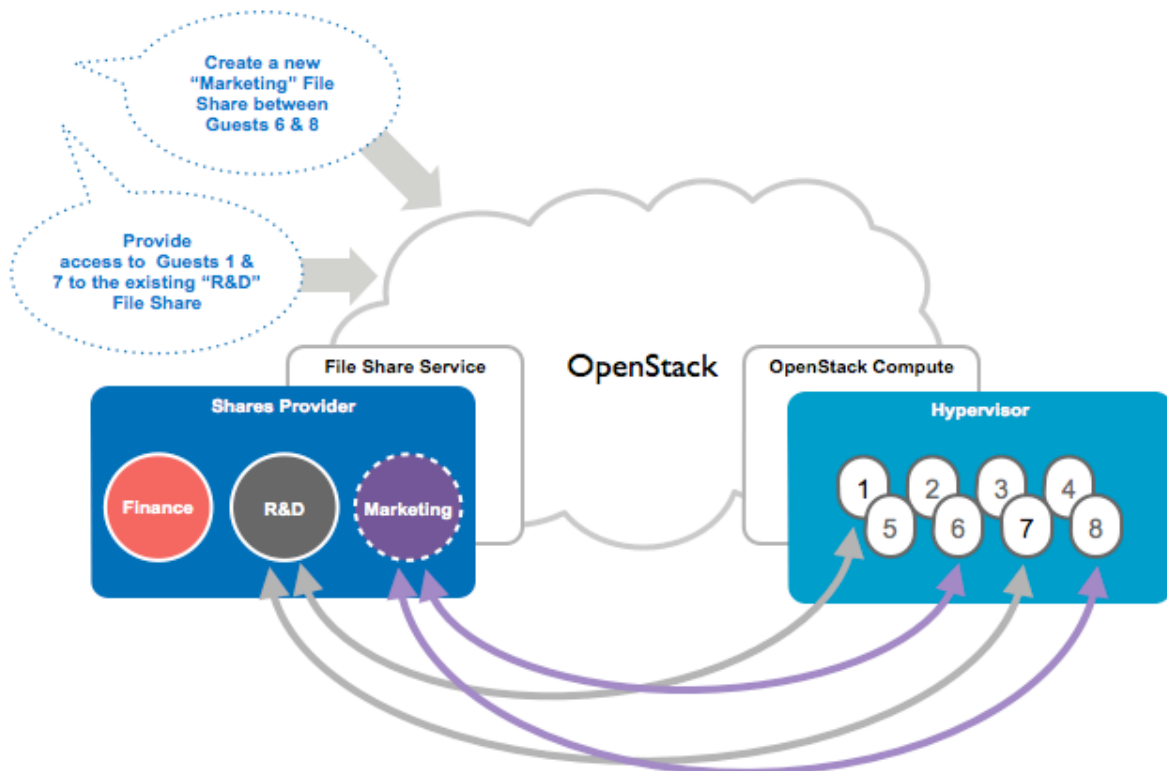 Create a new
“Marketing” File
Share between
Guests 6 & 8
Provide
access to  Guests 1 &
7 to the existing “R&D”
File Share
OpenStack
File Share Service
OpenStack Compute
Shares Provider
Hypervisor
Finance
R&D
Marketing
1
2
3
4
5
6
7
8